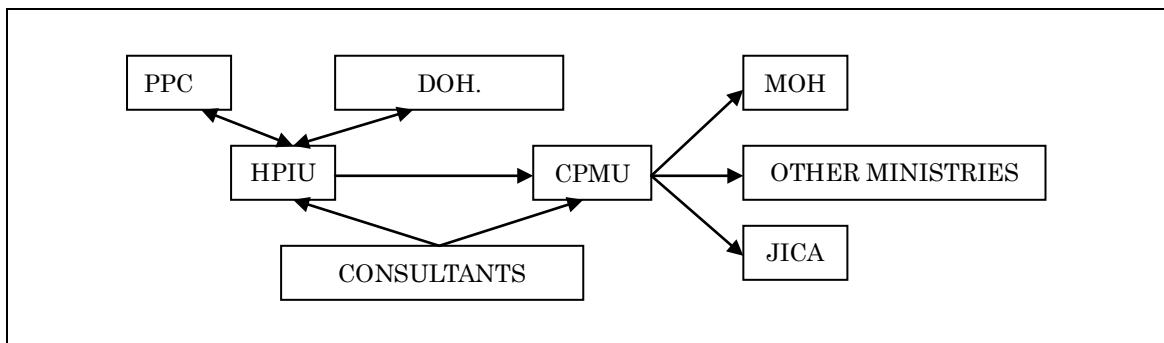 PPC
DOH.
MOH
HPIU
CPMU
OTHER MINISTRIES
CONSULTANTS
JICA